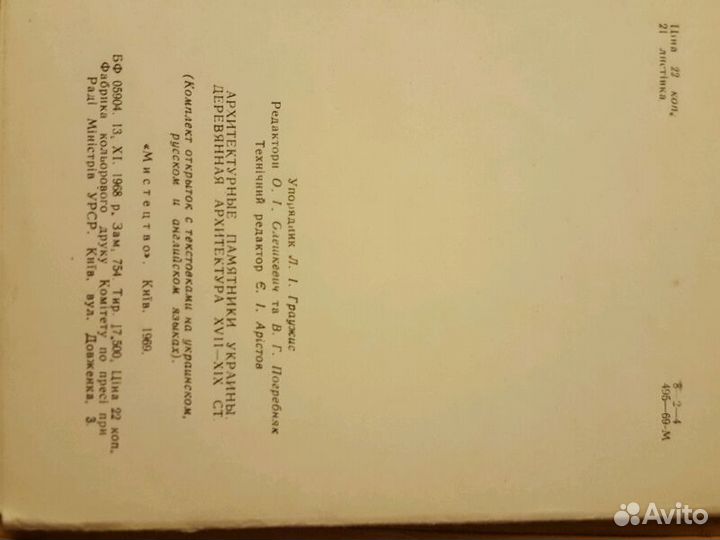 Ціна 22 коп.
21 листівка
8—2—4
495—69-М
Упорядник Л. І. Граужис
Редактори О. І. Олешкевич та В. Г. Погребняк
Технічний редактор Є. І. Арістов
АРХИТЕКТУРНЫЕ ПАМЯТНИКИ УКРАИНЫ.
ДЕРЕВЯННАЯ АРХИТЕКТУРА XVII—XIX СТ
(Комплект открыток с текстовками на украинском,
русском и английском языках).
«Мистецтво». Київ. 1969.
БФ 05904. 13. XI. 1968 р. Зам. 754 Тир. 17.500. Ціна 22 коп.
Фабрика кольорового друку Комітету по пресі при
Раді Міністрів УРСР. Київ. вул. Довженка, 3.
Avito